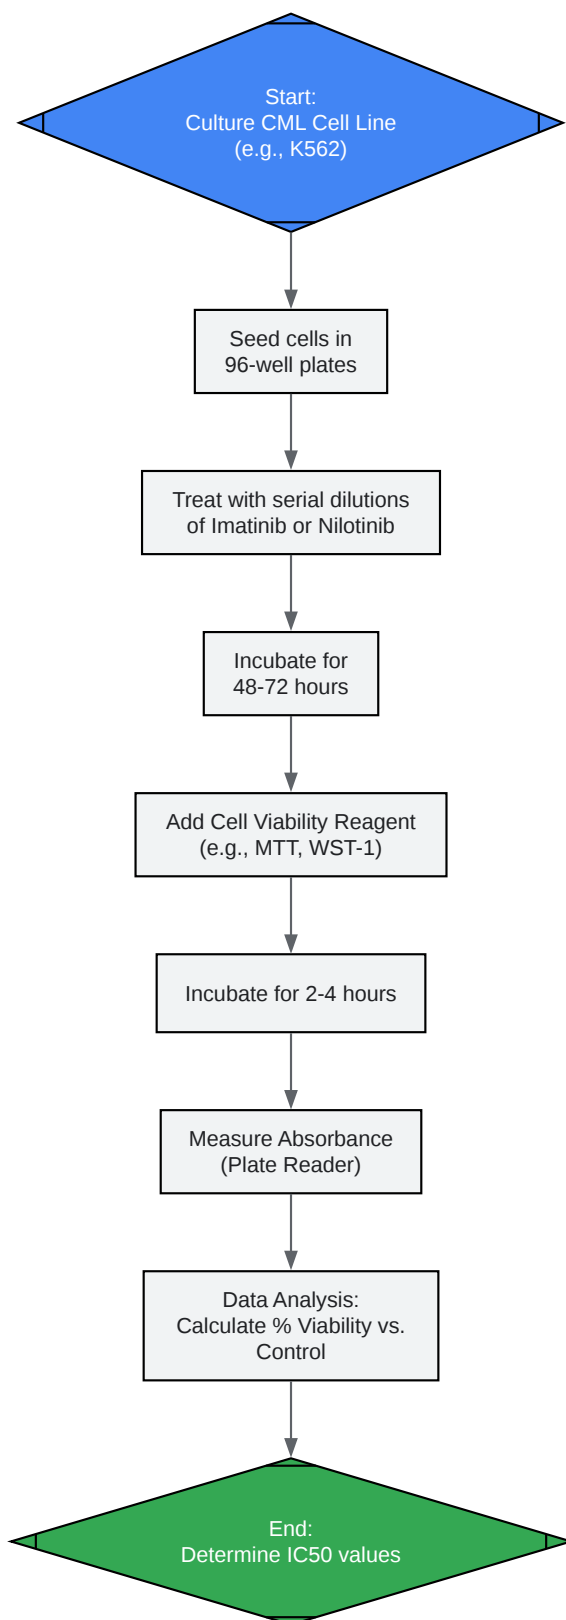 Start:
Culture CML Cell Line
(e.g., K562)
Seed cells in
96-well plates
Treat with serial dilutions
of Imatinib or Nilotinib
Incubate for
48-72 hours
Add Cell Viability Reagent
(e.g., MTT, WST-1)
Incubate for 2-4 hours
Measure Absorbance
(Plate Reader)
Data Analysis:
Calculate % Viability vs.
Control
End:
Determine IC50 values